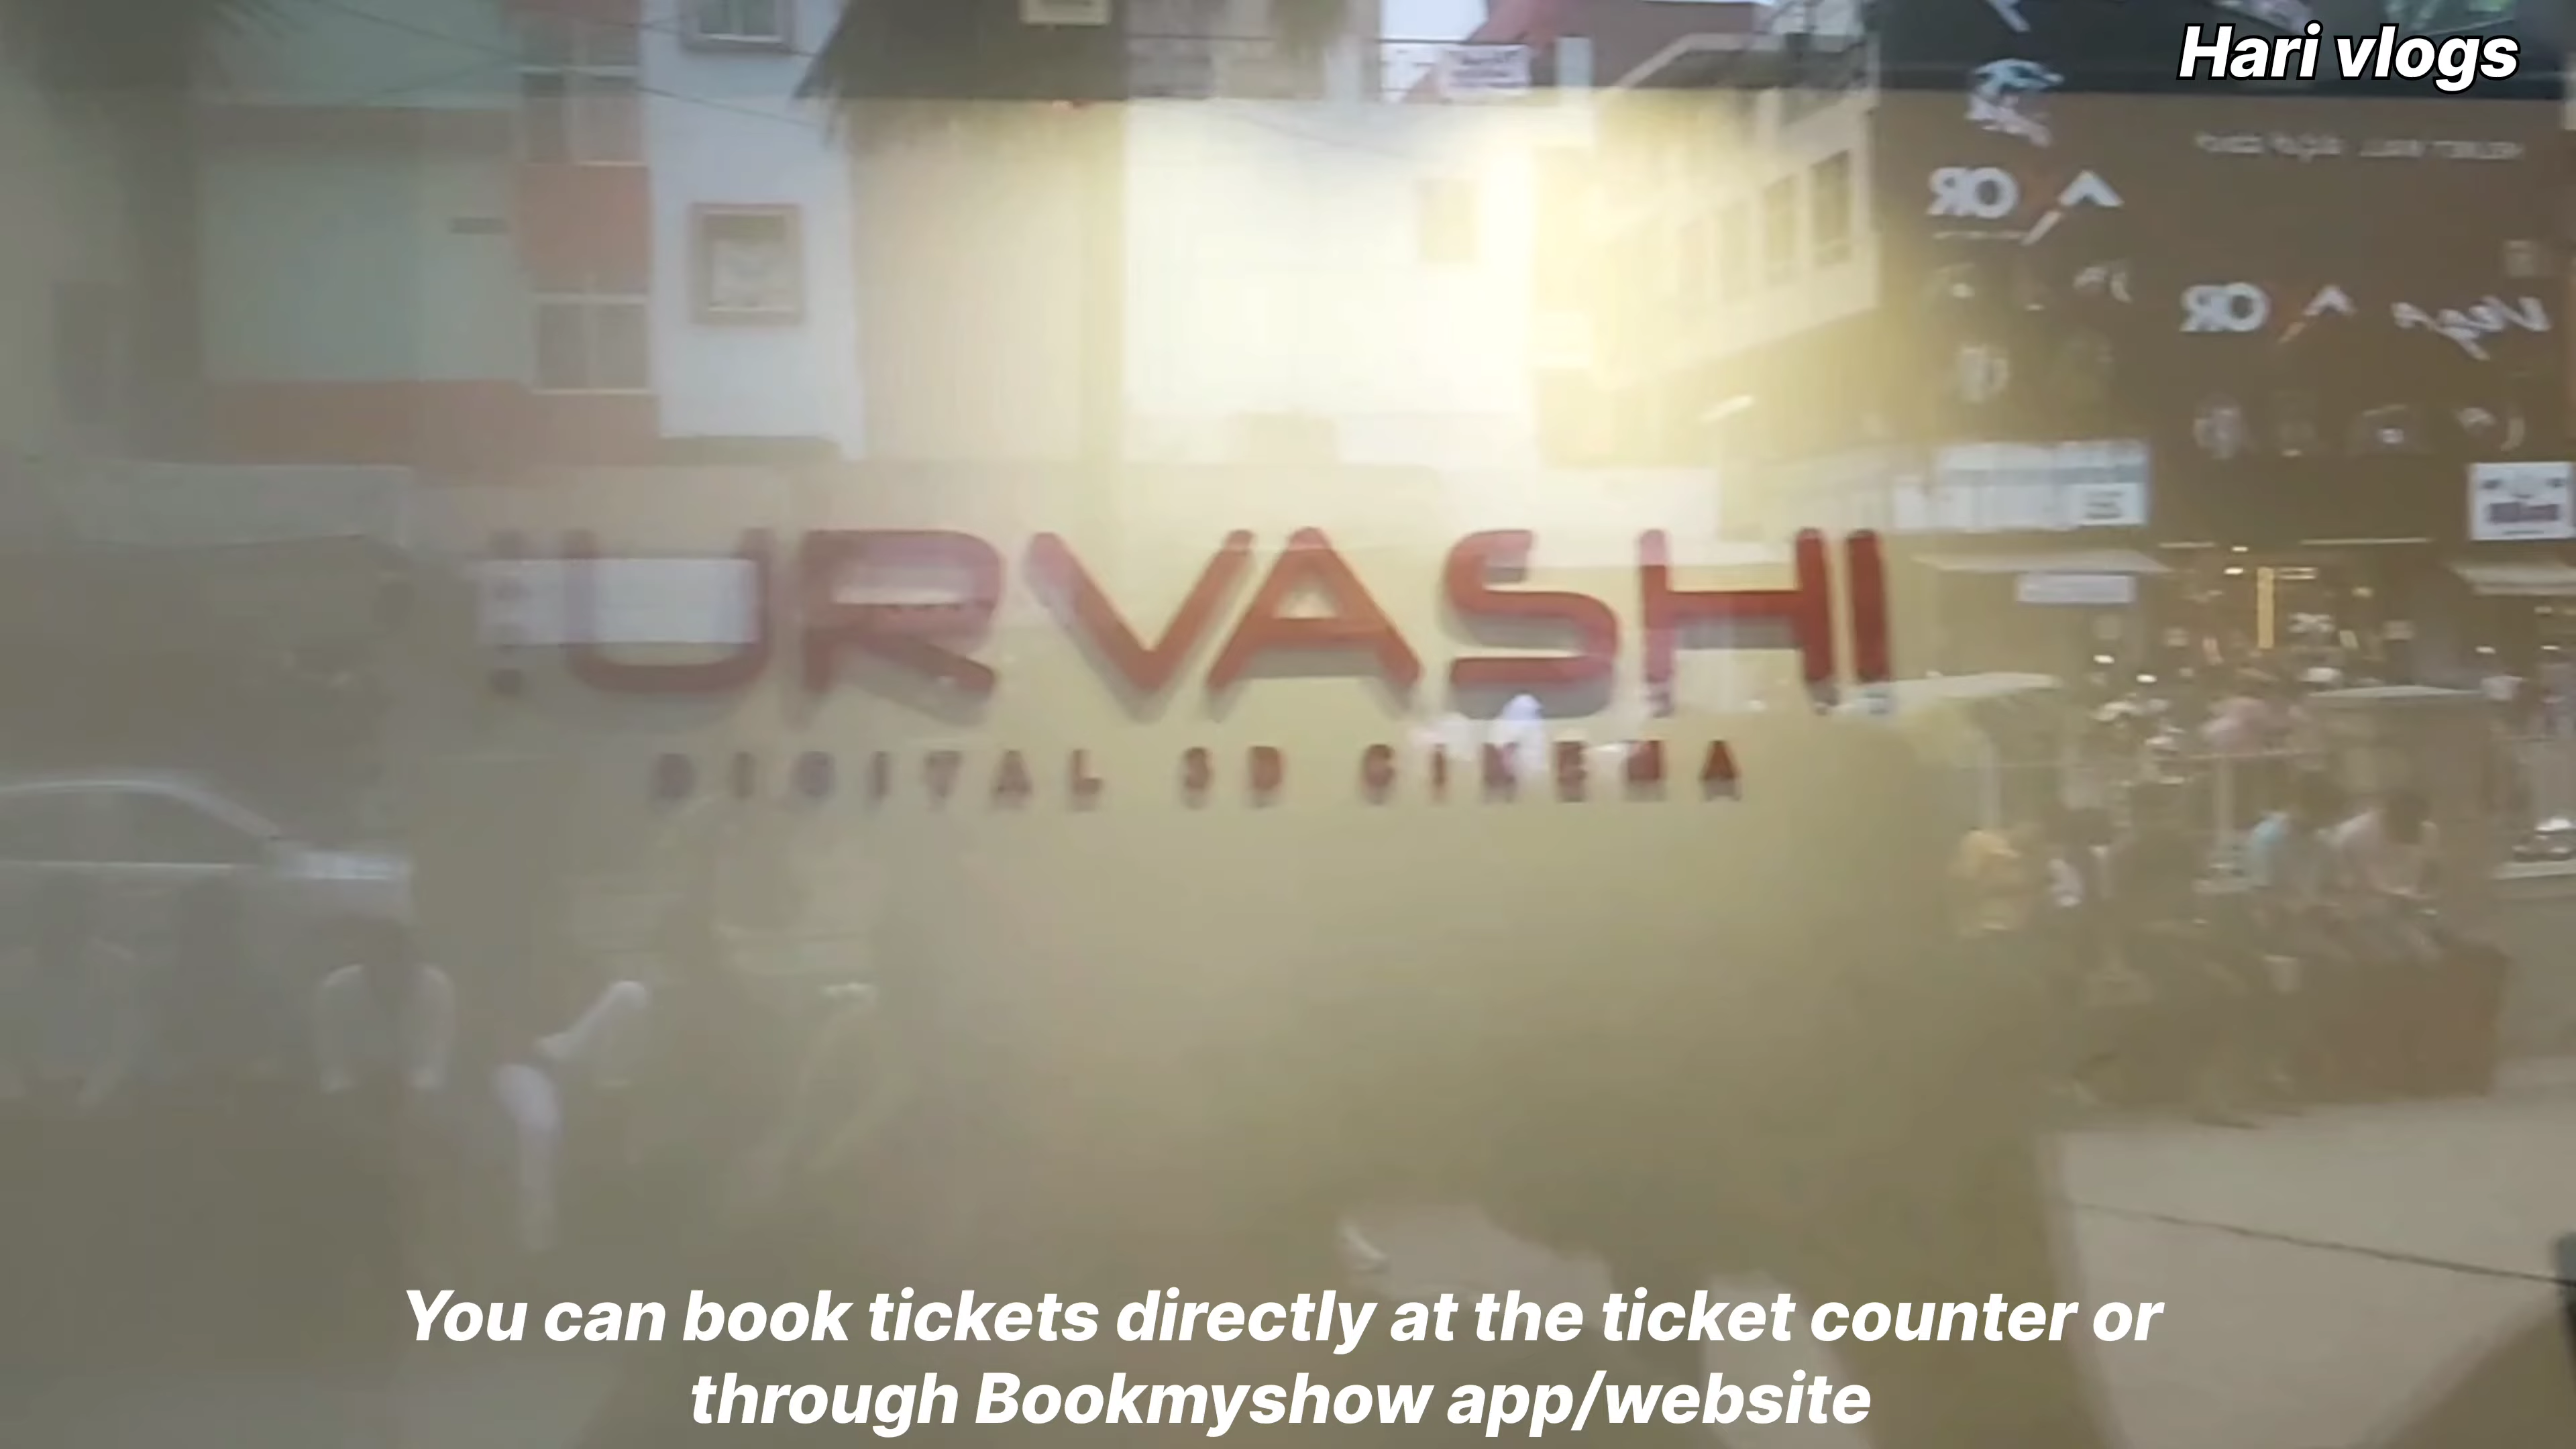 Hari vlogs
URVASHI
DIGITAL 3D CINEMA
You can book tickets directly at the ticket counter or
through Bookmyshow app/website